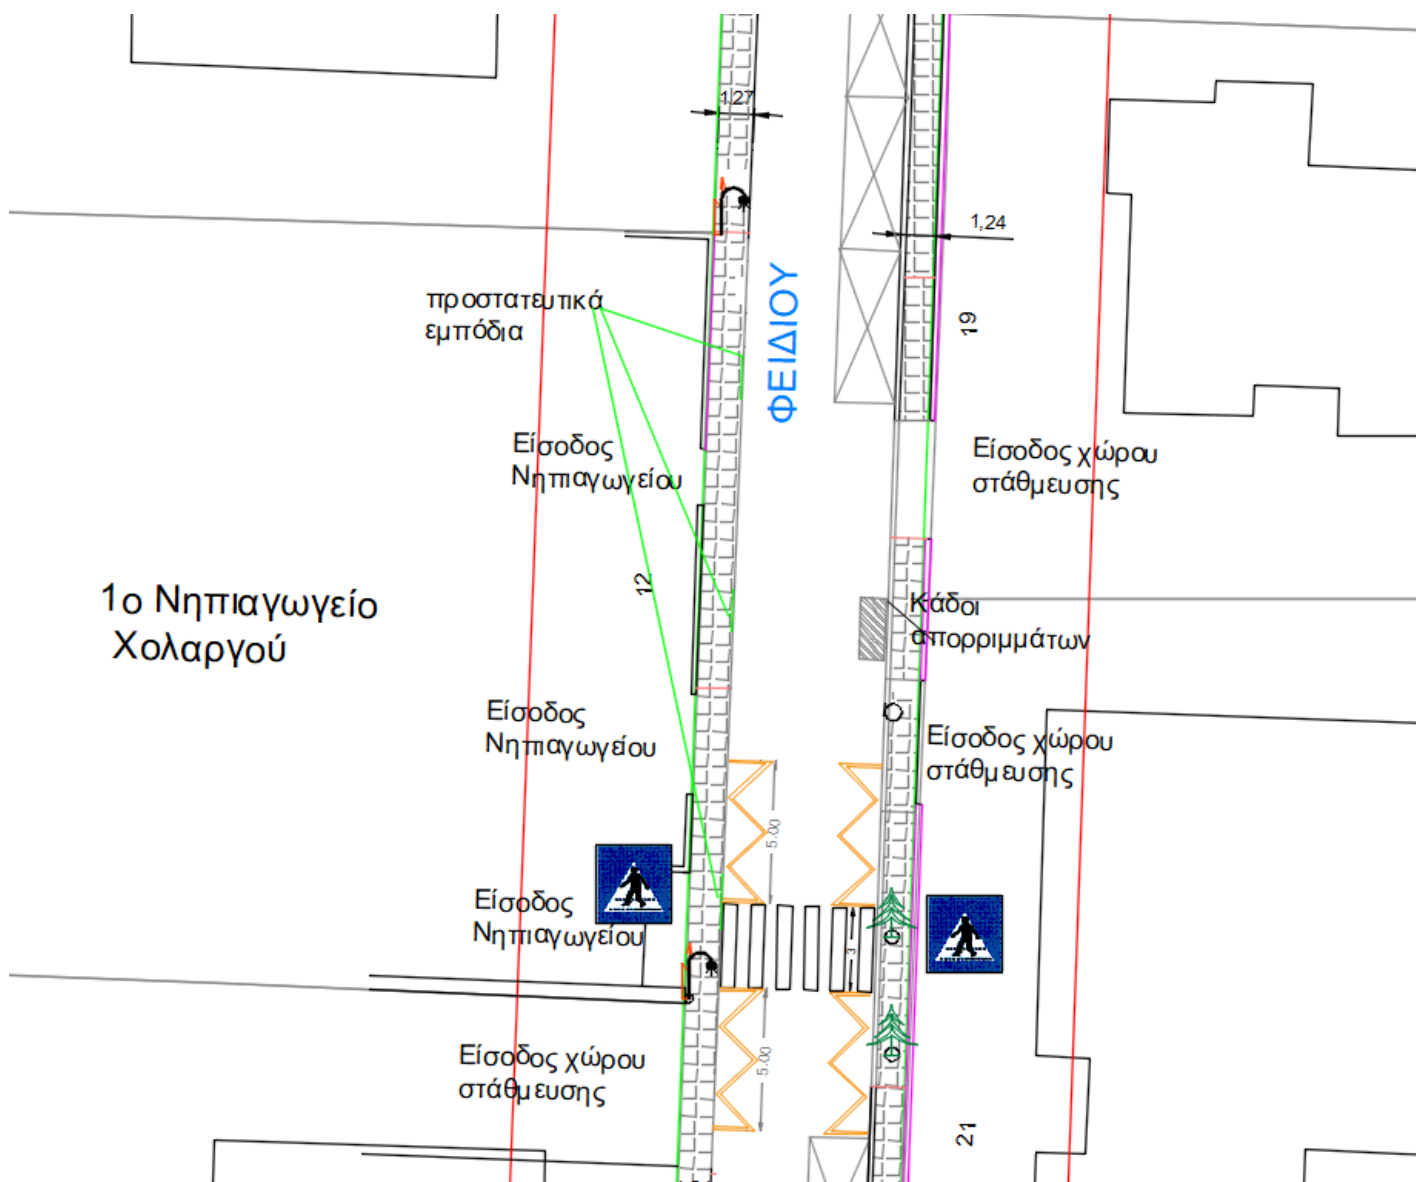 1,27
1,24
προστατευτικά
εμπόδια
ΦΕΙΔΙΟΥ
19
Είσοδος
Νηπιαγωγείου
Είσοδος χώρου
στάθμευσης
12
1ο Νηπιαγωγείο
Χολαργού
Κάδοι
απορριμμάτων
Είσοδος
Νηπιαγωγείου
Είσοδος χώρου
στάθμευσης
5.00
Είσοδος
Νηπιαγωγείου
3
Είσοδος χώρου
στάθμευσης
5.00
21